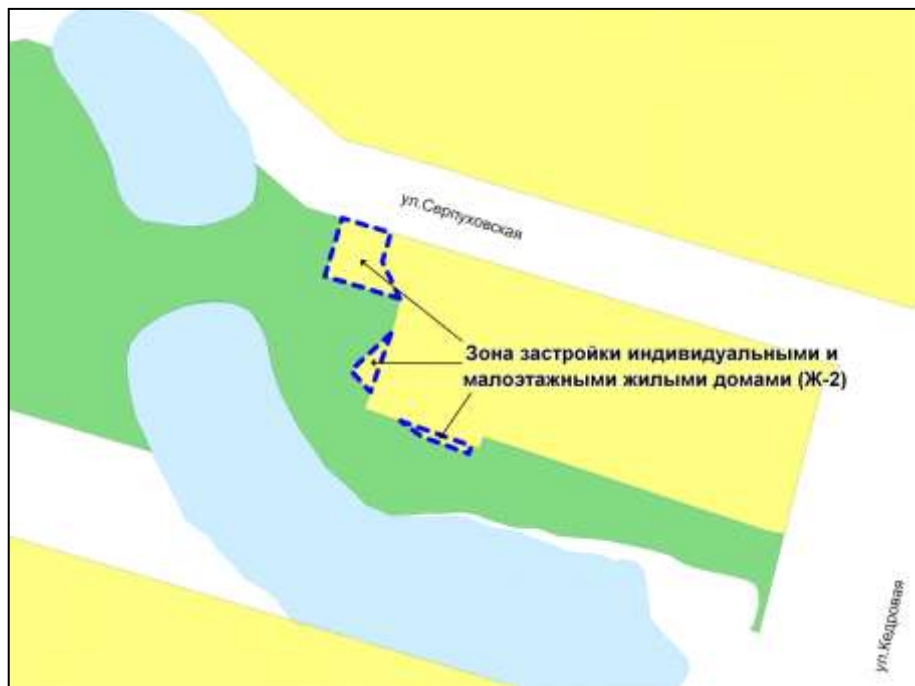 ул.Серпуховская
Зона застройки индивидуальными и
малоэтажными жилыми домами (Ж-2)
ул.Кедровая